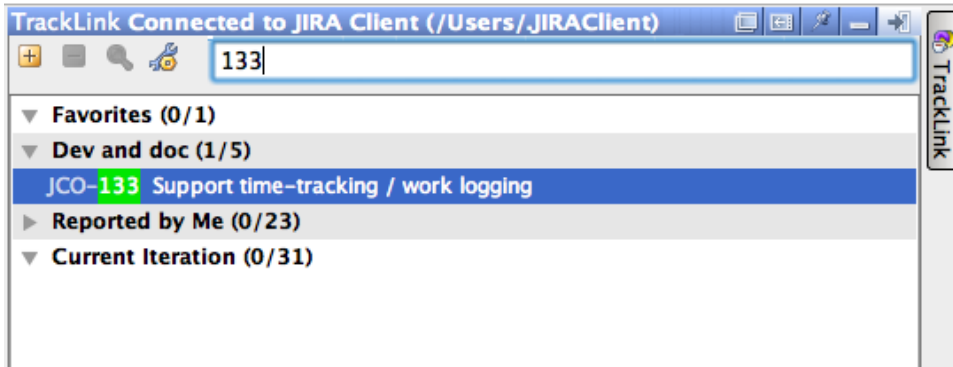 TrackLink Connected to JIRA Client (/Users/.JIRAClient)
133
Favorites (0/1)
Dev and doc (1/5)
JCO-133 Support time-tracking / work logging
Reported by Me (0/23)
Current Iteration (0/31)
TrackLink